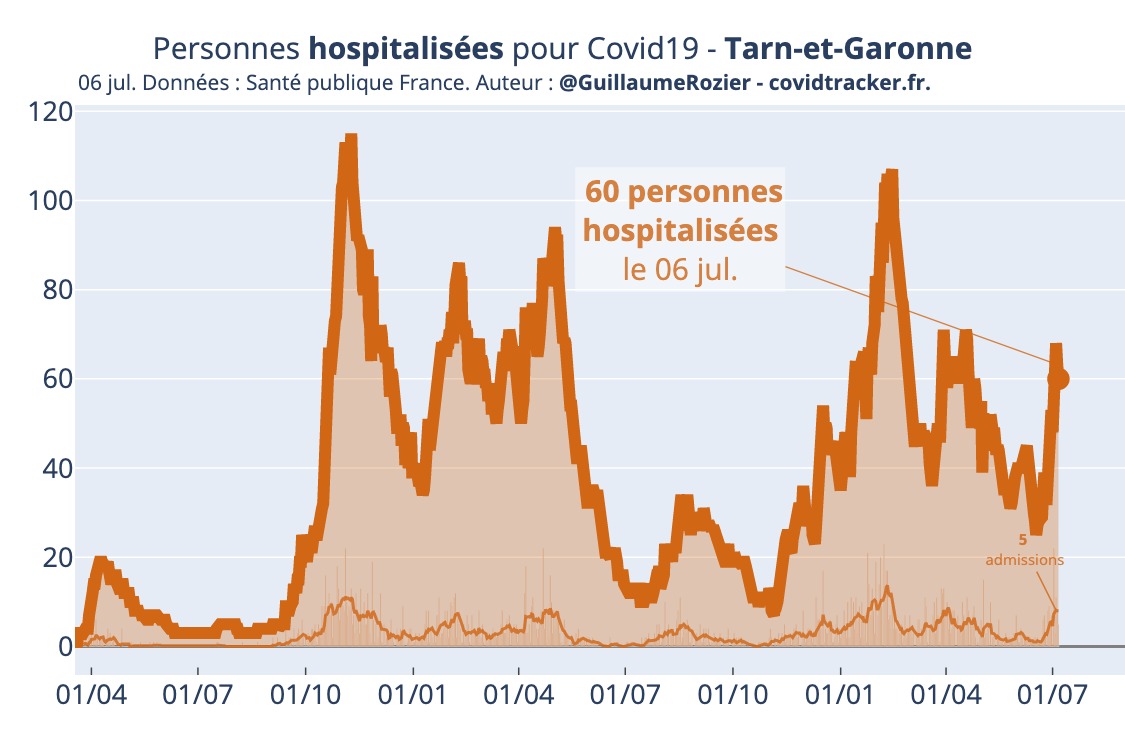 Personnes hospitalisées pour Covid19 - Tarn-et-Garonne
06 jul. Données : Santé publique France. Auteur : @GuillaumeRozier - covidtracker.fr.
120
100
80
60
40
20
0
60 personnes
hospitalisées
le 06 jul.
5
admissions
01/04 01/07 01/10 01/01 01/04 01/07 01/10 01/01 01/04 01/07